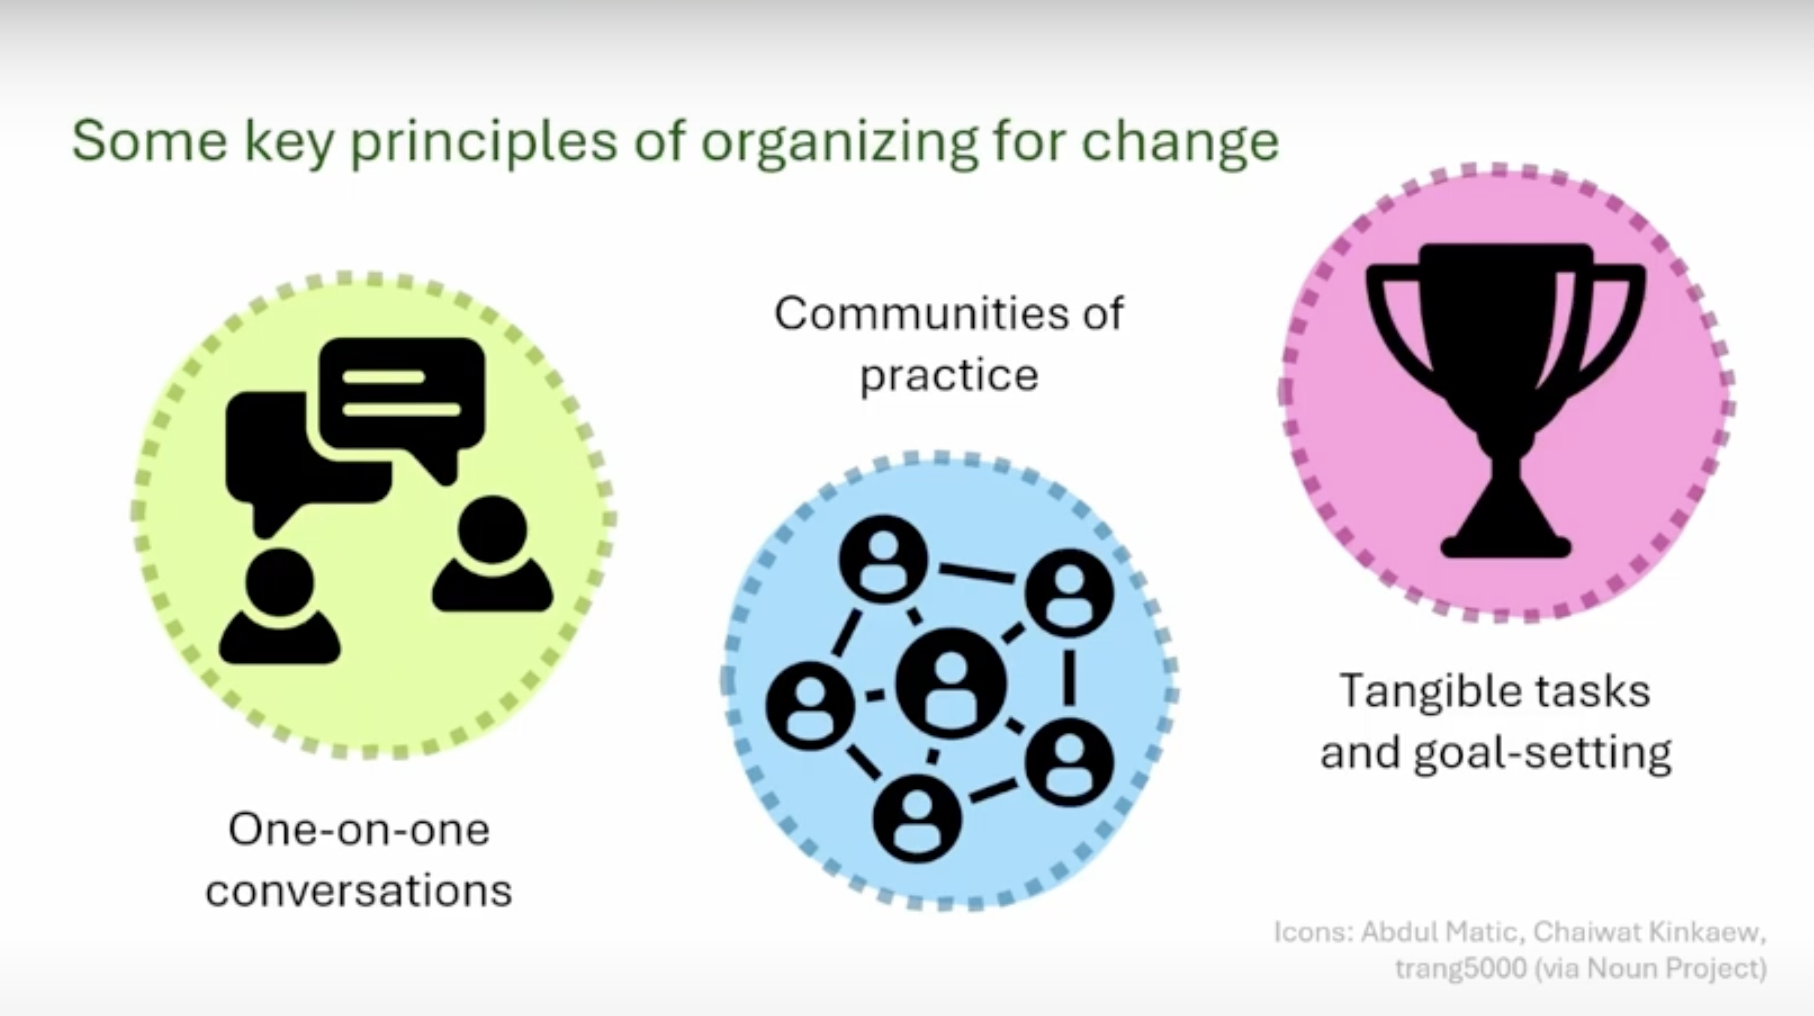 Some key principles of organizing for change
One-on-one
conversations
Communities of
practice
Tangible tasks
and goal-setting
Icons: Abdul Matic, Chaiwat Kinkaew,
trang5000 (via Noun Project)